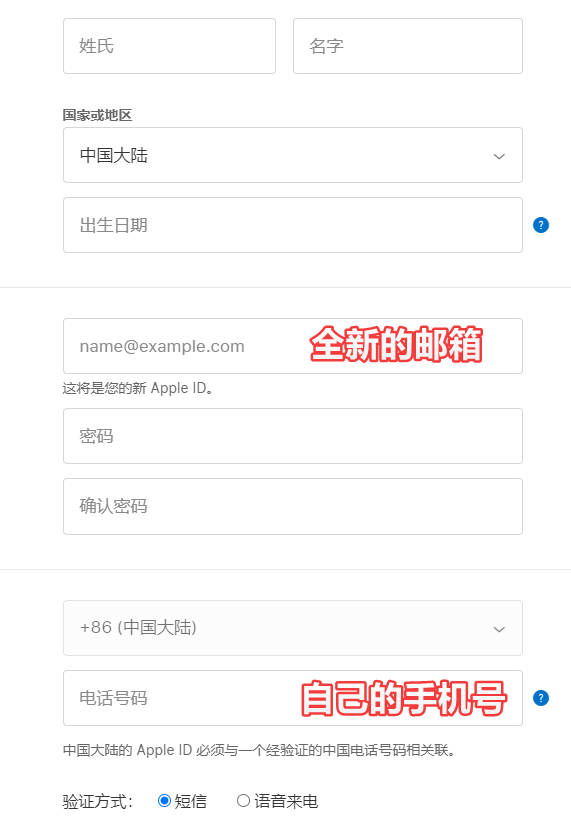 姓氏 名字
国家或地区
中国大陆
出生日期
?
name@example.com 全新的邮箱
这将是您的新 Apple ID。
密码
确认密码
+86 (中国大陆)
电话号码 自己的手机号
?
中国大陆的 Apple ID 必须与一个经验证的中国电话号码相关联。
验证方式： 短信 语音来电